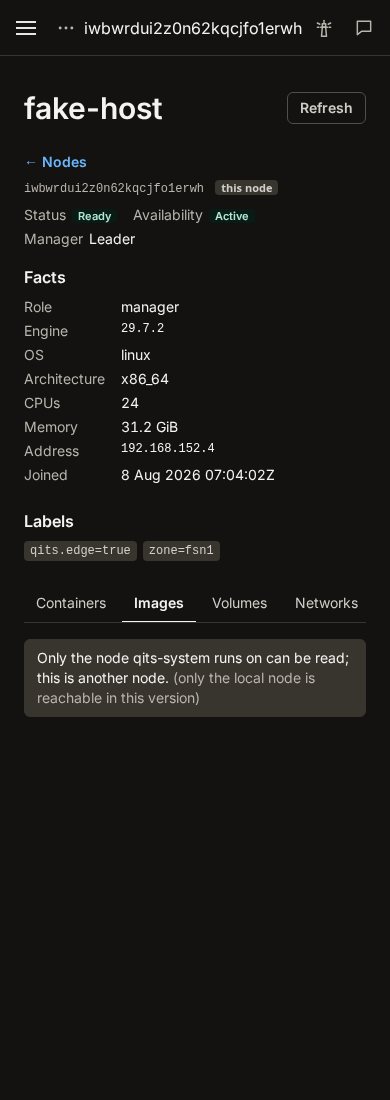 iwbwrdui2z0n62kqcjfo1erwh
fake-host
Refresh
← Nodes
iwbwrdui2z0n62kqcjfo1erwh this node
Status Ready Availability Active
Manager Leader
Facts
Role manager
Engine 29.7.2
OS linux
Architecture x86_64
CPUs 24
Memory 31.2 GiB
Address 192.168.152.4
Joined 8 Aug 2026 07:04:02Z
Labels
qits.edge=true zone=fsn1
Containers Images Volumes Networks
Only the node qits-system runs on can be read;
this is another node. (only the local node is
reachable in this version)